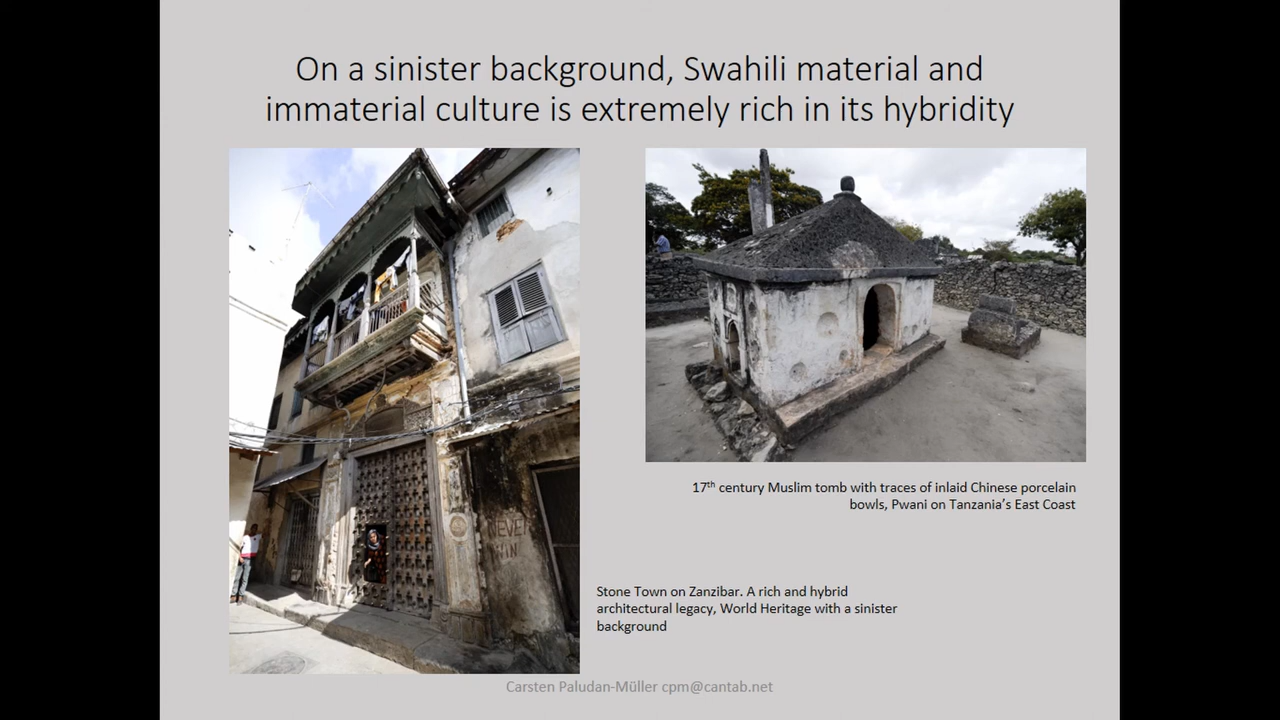 On a sinister background, Swahili material and
immaterial culture is extremely rich in its hybridity
17th century Muslim tomb with traces of inlaid Chinese porcelain
bowls, Pwani on Tanzania’s East Coast
NEVER
Stone Town on Zanzibar. A rich and hybrid
architectural legacy, World Heritage with a sinister
background
Carsten Paludan-Müller cpm@cantab.net